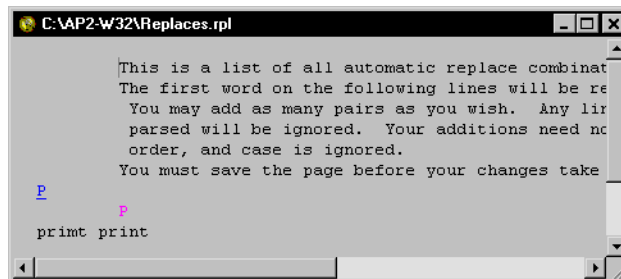 C:\AP2-W32\Replaces.rpl
This is a list of all automatic replace combinat
The first word on the following lines will be re
You may add as many pairs as you wish. Any lin
parsed will be ignored. Your additions need no
order, and case is ignored.
You must save the page before your changes take
P
P
primt print